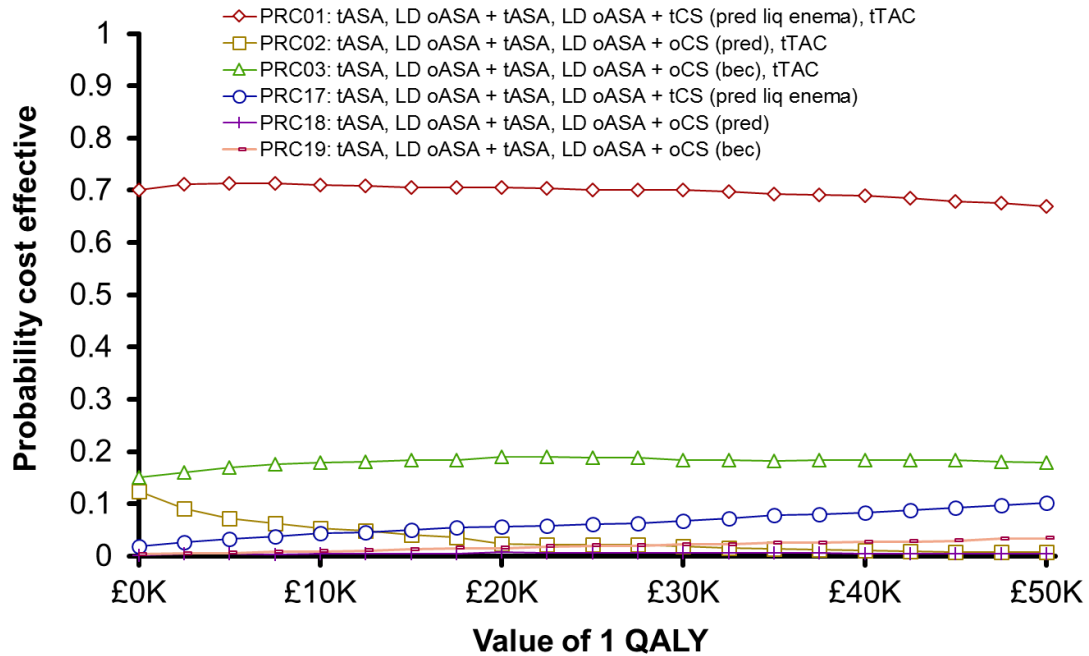 PRC01: tASA, LD oASA + tASA, LD oASA + tCS (pred liq enema), tTAC
PRC02: tASA, LD oASA + tASA, LD oASA + oCS (pred), tTAC
PRC03: tASA, LD oASA + tASA, LD oASA + oCS (bec), tTAC
PRC17: tASA, LD oASA + tASA, LD oASA + tCS (pred liq enema)
PRC18: tASA, LD oASA + tASA, LD oASA + oCS (pred)
PRC19: tASA, LD oASA + tASA, LD oASA + oCS (bec)
Probability cost effective
1
0.9
0.8
0.7
0.6
0.5
0.4
0.3
0.2
0.1
0
£0K £10K £20K £30K £40K £50K
Value of 1 QALY